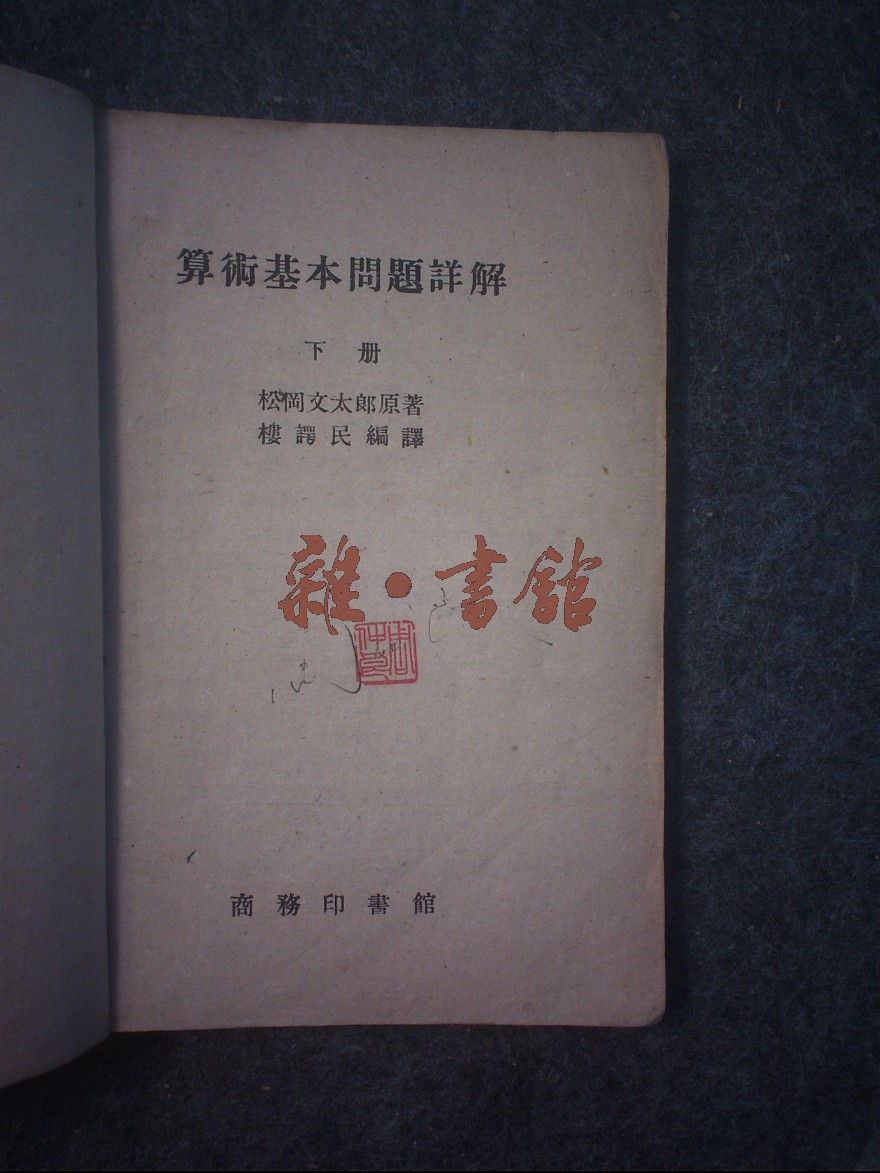 算術基本問題詳解
下册
松岡文太郎原著
樓諤民編譯
雜·書館
商務印書館